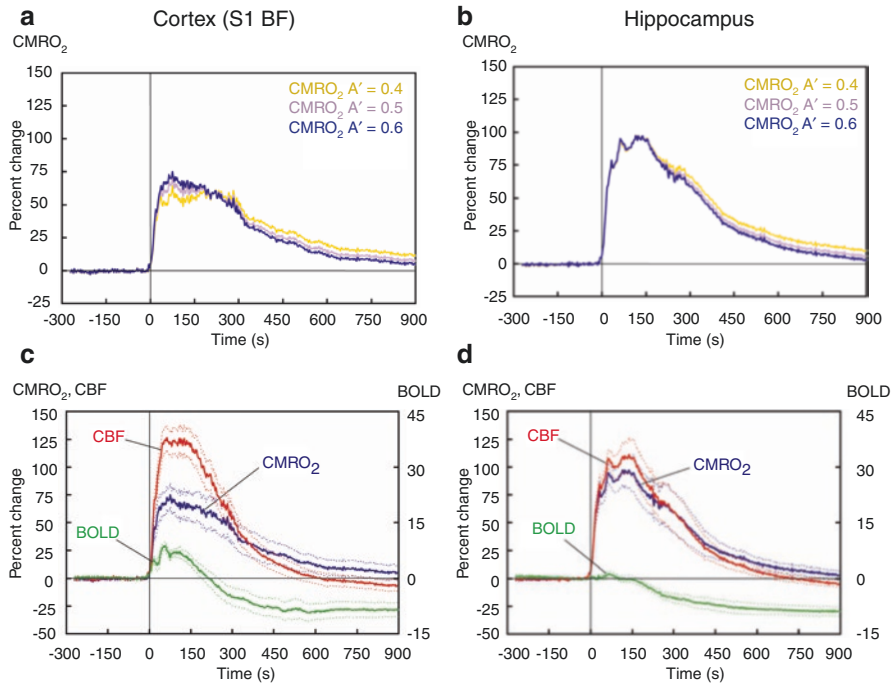 a Cortex (S1 BF)
CMRO₂
150
125
100
75
50
25
0
-25
Percent change
CMRO₂ A′ = 0.4
CMRO₂ A′ = 0.5
CMRO₂ A′ = 0.6
-300 -150 0 150 300 450 600 750 900
Time (s)
b Hippocampus
CMRO₂
150
125
100
75
50
25
0
-25
Percent change
CMRO₂ A′ = 0.4
CMRO₂ A′ = 0.5
CMRO₂ A′ = 0.6
-300 -150 0 150 300 450 600 750 900
Time (s)
c
CMRO₂, CBF BOLD
150
125
100
75
50
25
0
-25
-50
Percent change
45
30
15
0
-15
CBF
CMRO₂
BOLD
-300 -150 0 150 300 450 600 750 900
Time (s)
d
CMRO₂, CBF BOLD
150
125
100
75
50
25
0
-25
-50
Percent change
45
30
15
0
-15
CBF
CMRO₂
BOLD
-300 -150 0 150 300 450 600 750 900
Time (s)